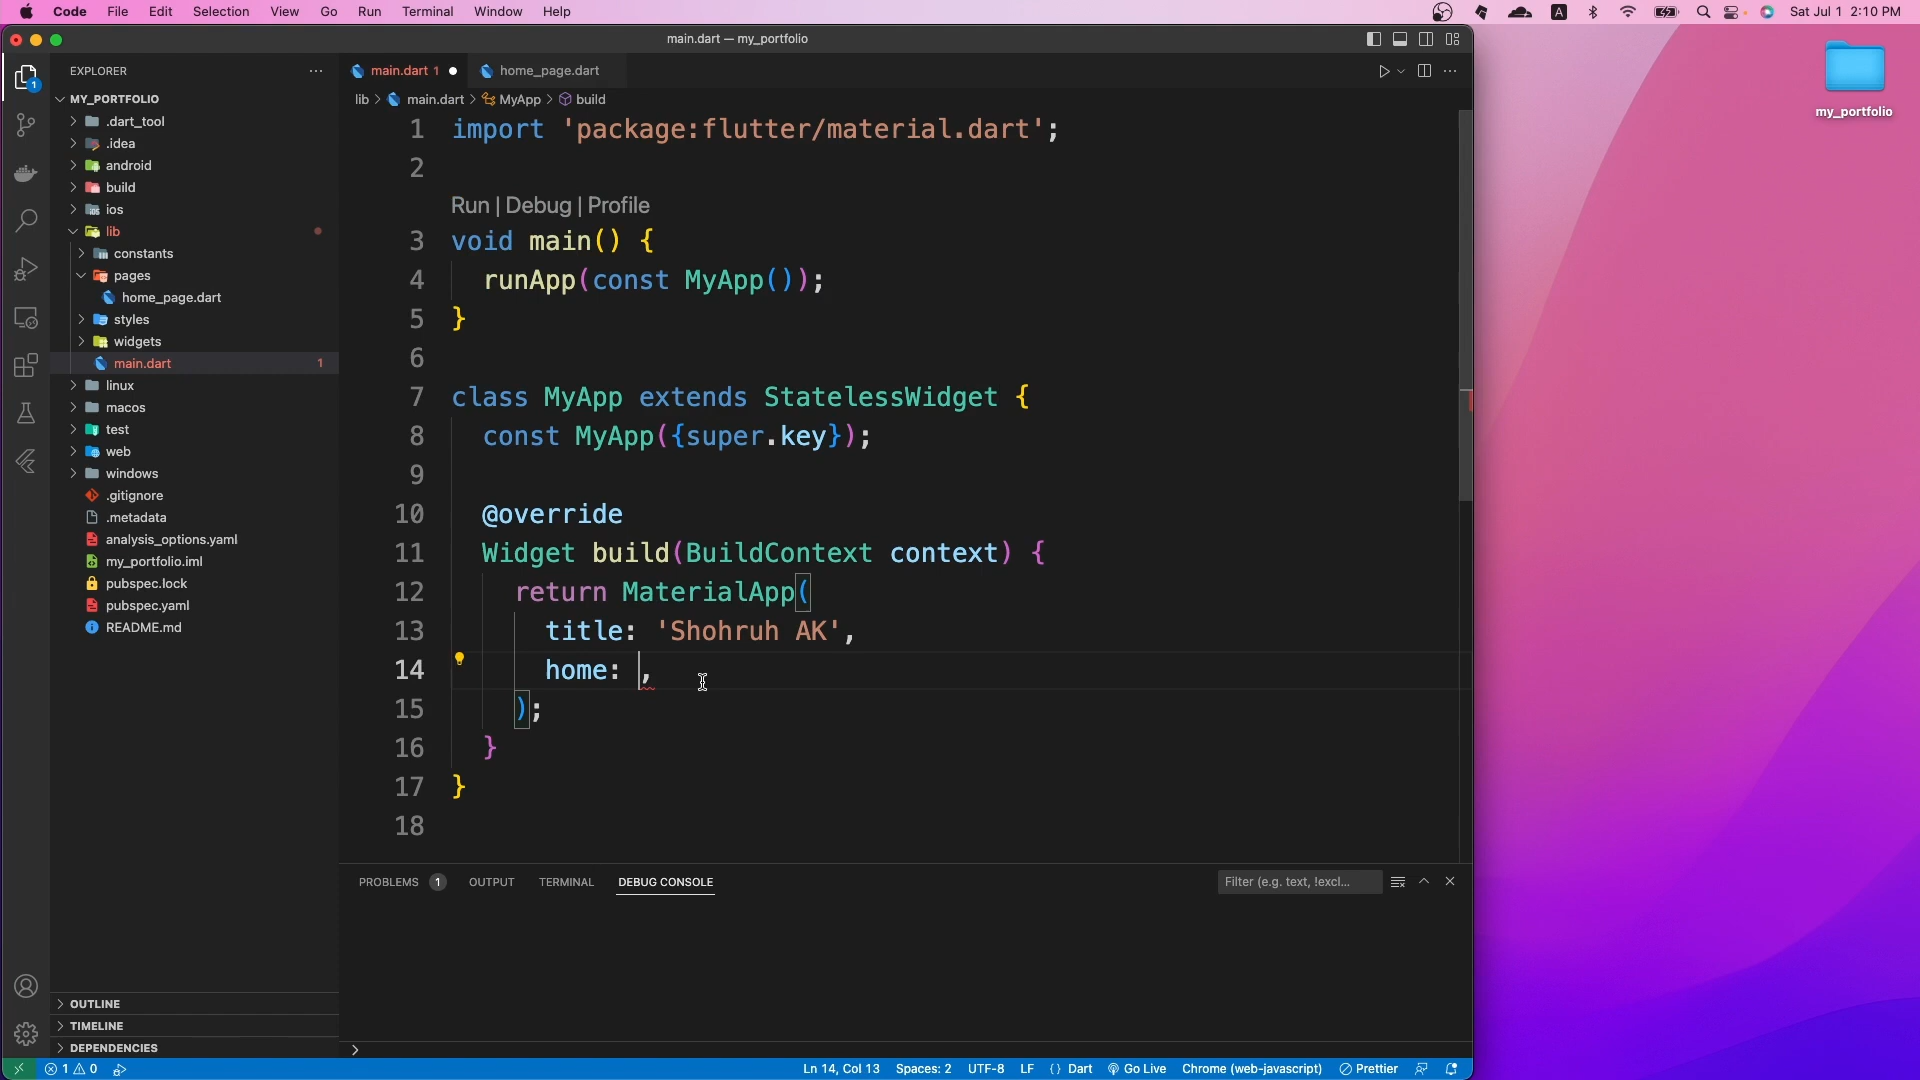 Code File Edit Selection View Go Run Terminal Window Help A Sat Jul 1 2:10 PM
main.dart — my_portfolio
my_portfolio
EXPLORER
MY_PORTFOLIO
.dart_tool
.idea
android
build
ios
lib
constants
pages
home_page.dart
styles
widgets
main.dart 1
linux
macos
test
web
windows
.gitignore
.metadata
analysis_options.yaml
my_portfolio.iml
pubspec.lock
pubspec.yaml
README.md
OUTLINE
TIMELINE
DEPENDENCIES
1
main.dart 1 home_page.dart
lib > main.dart > MyApp > build
1 import 'package:flutter/material.dart';
2
Run | Debug | Profile
3 void main() {
4 runApp(const MyApp());
5 }
6
7 class MyApp extends StatelessWidget {
8 const MyApp({super.key});
9
10 @override
11 Widget build(BuildContext context) {
12 return MaterialApp(
13 title: 'Shohruh AK',
14 home: ,
15 );
16 }
17 }
18
PROBLEMS 1 OUTPUT TERMINAL DEBUG CONSOLE Filter (e.g. text, !excl...
>
1 0 Ln 14, Col 13 Spaces: 2 UTF-8 LF {} Dart Go Live Chrome (web-javascript) Prettier